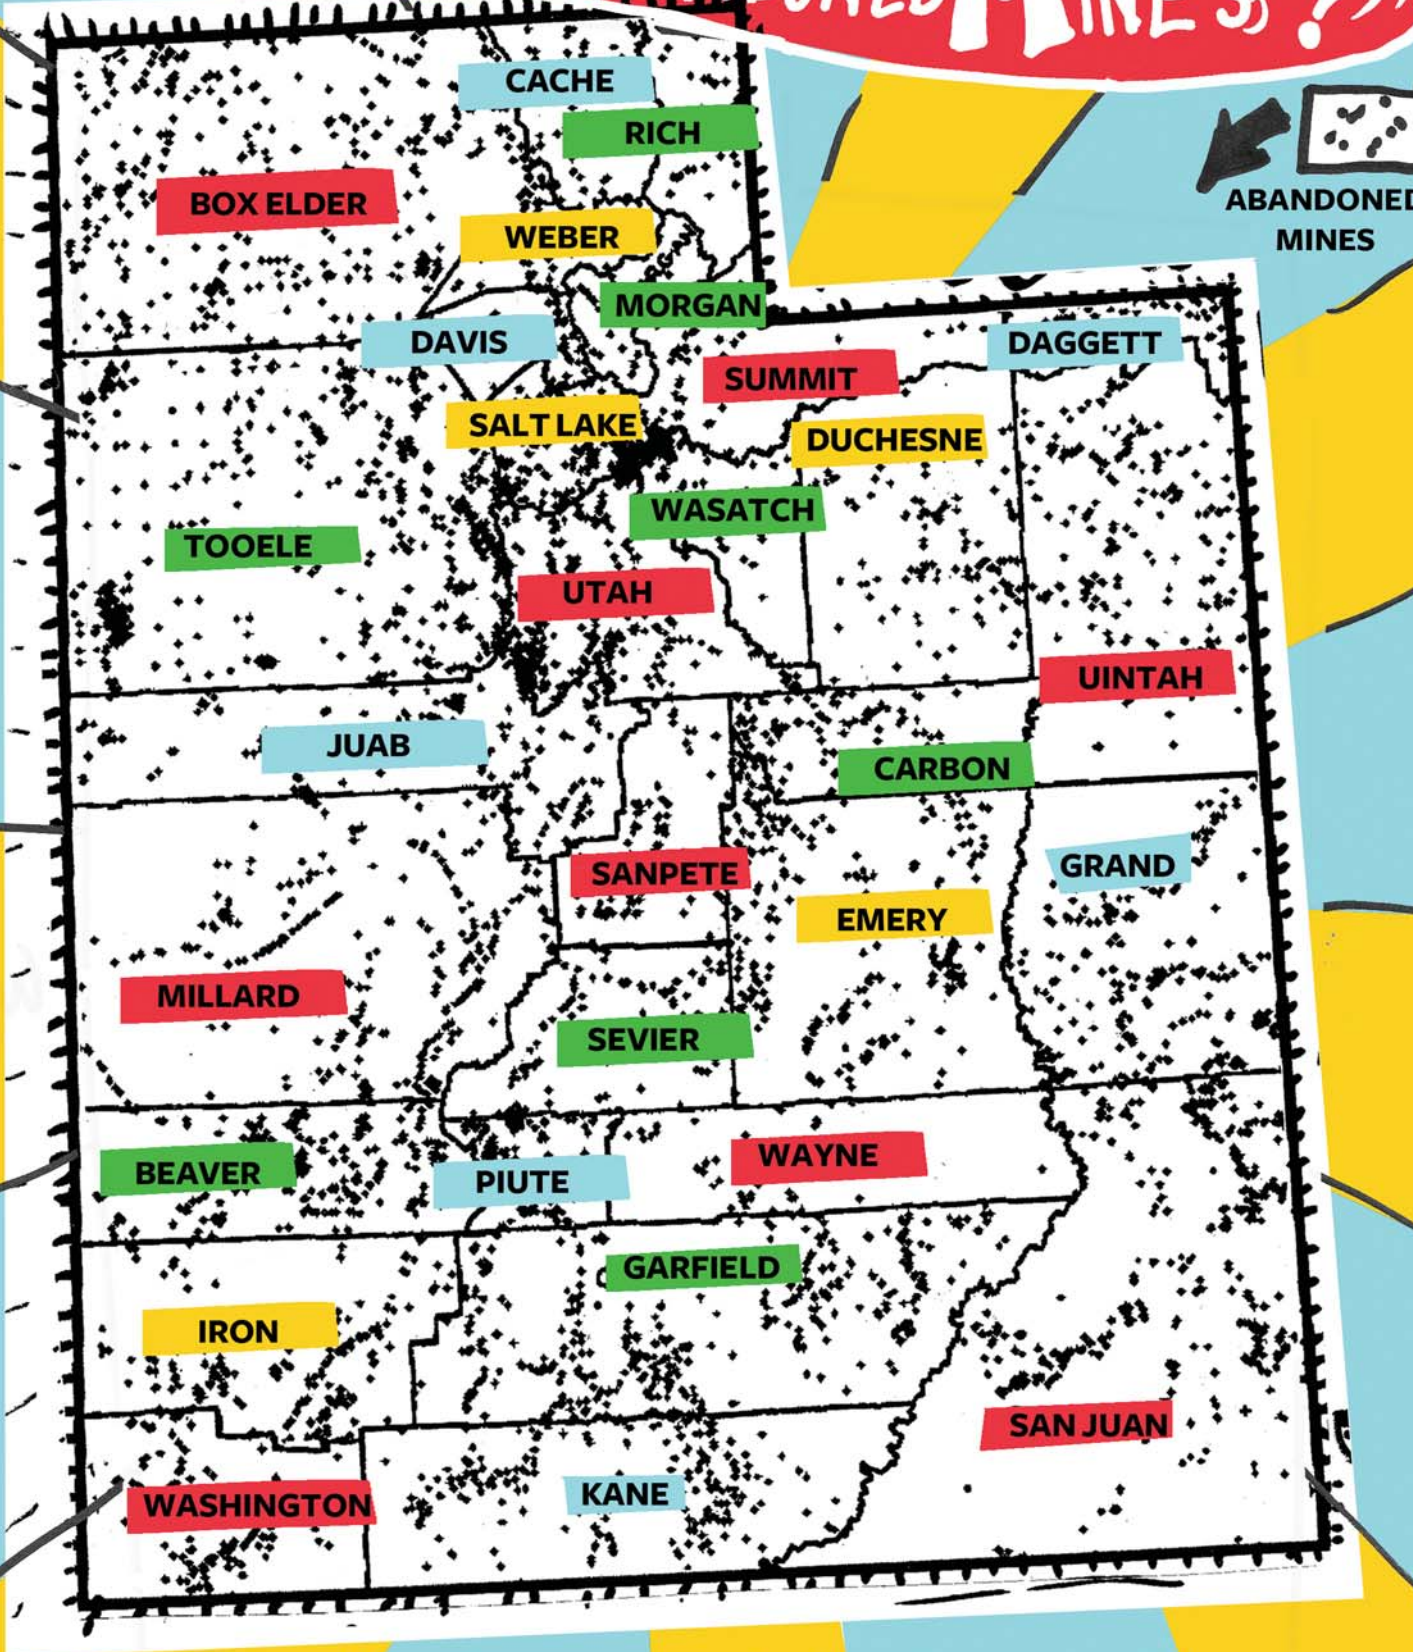 MINES?
ABANDONED
MINES
CACHE
RICH
BOX ELDER
WEBER
MORGAN
DAVIS
DAGGETT
SUMMIT
SALT LAKE
DUCHESNE
WASATCH
TOOELE
UTAH
UINTAH
JUAB
CARBON
SANPETE
GRAND
EMERY
MILLARD
SEVIER
WAYNE
BEAVER
PIUTE
GARFIELD
IRON
SAN JUAN
KANE
WASHINGTON